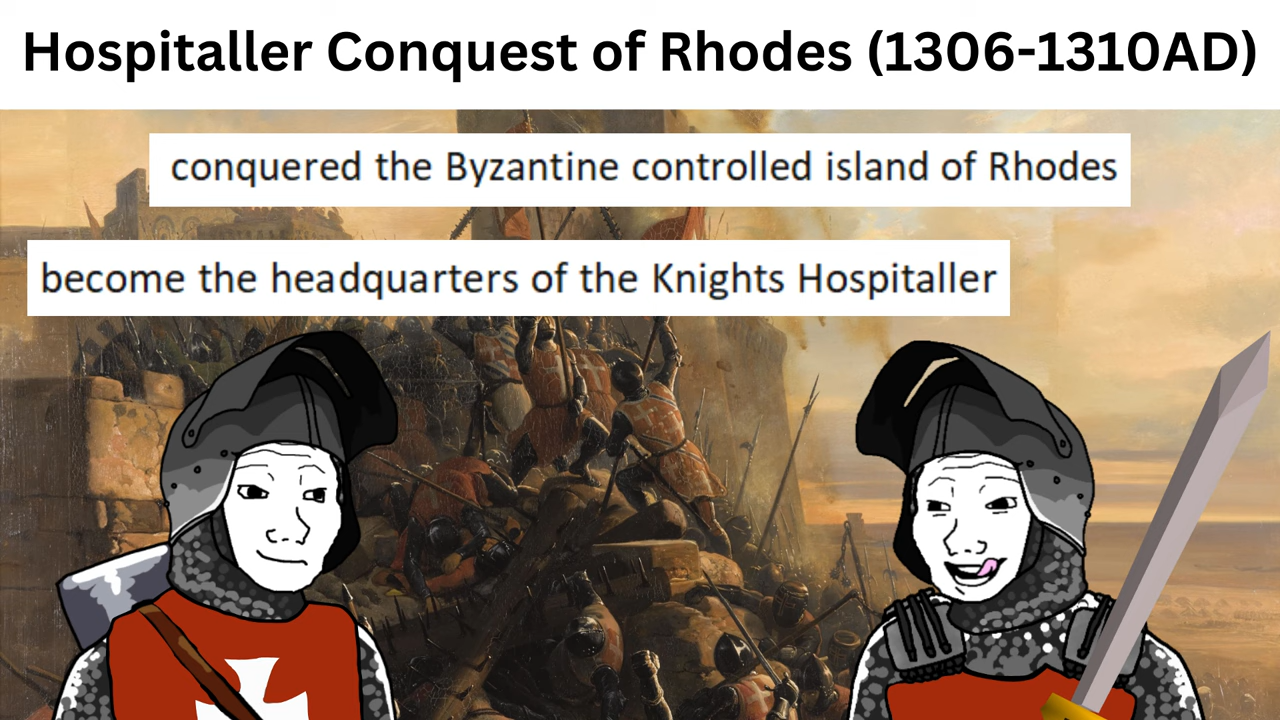 Hospitaller Conquest of Rhodes (1306-1310AD)
conquered the Byzantine controlled island of Rhodes
become the headquarters of the Knights Hospitaller